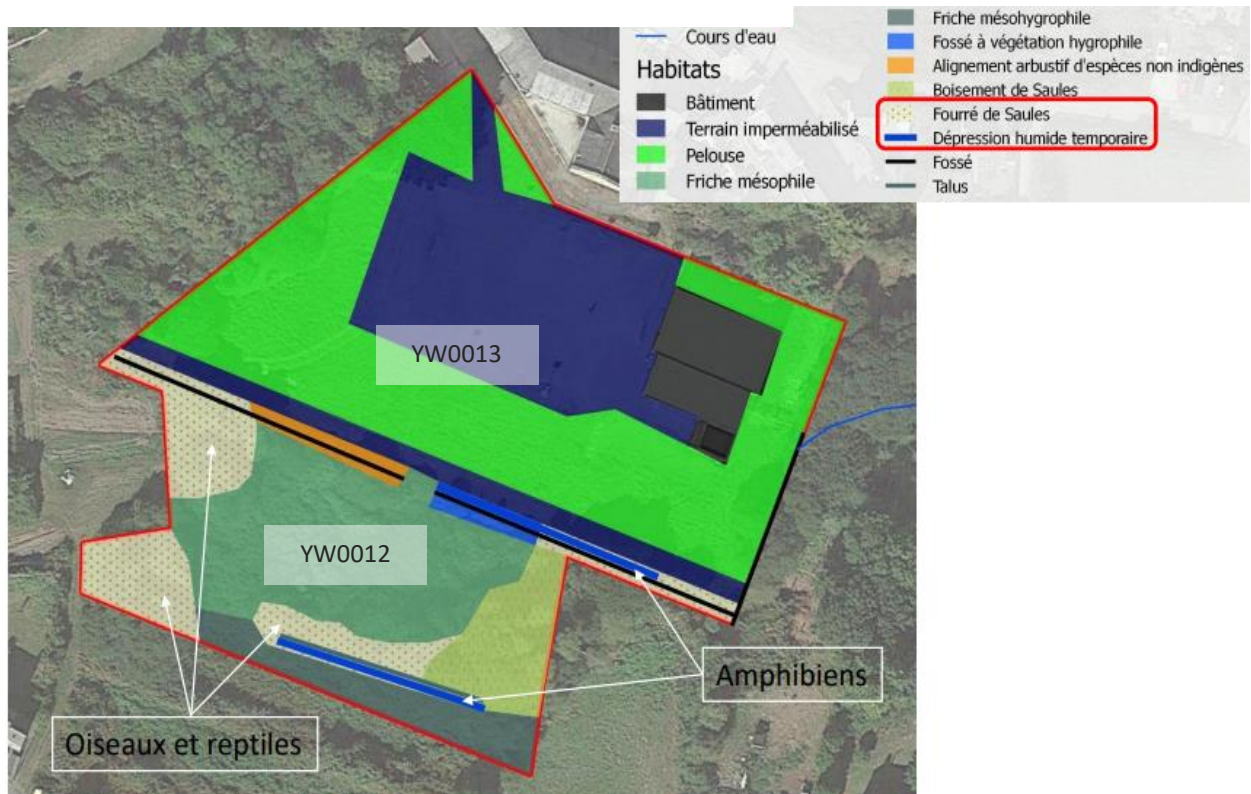 Cours d'eau
Habitats
Bâtiment
Terrain imperméabilisé
Pelouse
Friche mésophile
Friche mésohygrophile
Fossé à végétation hygrophile
Alignement arbustif d'espèces non indigènes
Boisement de Saules
Fourré de Saules
Dépression humide temporaire
Fossé
Talus
YW0013
YW0012
Amphibiens
Oiseaux et reptiles